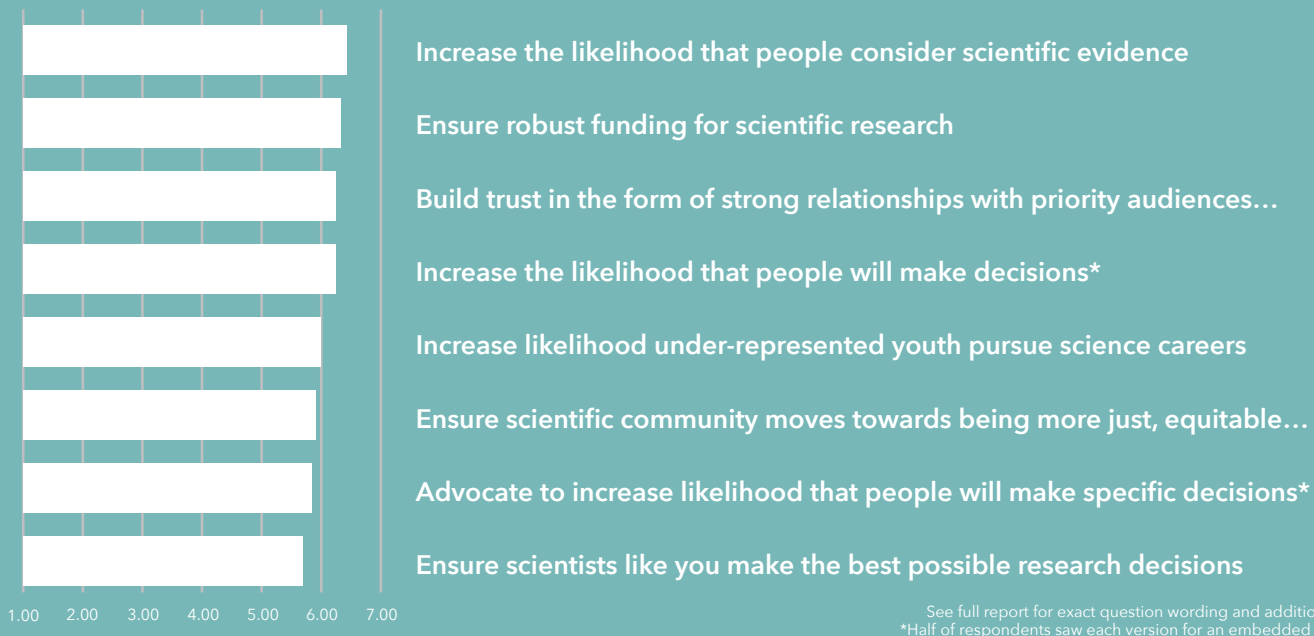 Increase the likelihood that people consider scientific evidence
Ensure robust funding for scientific research
Build trust in the form of strong relationships with priority audiences…
Increase the likelihood that people will make decisions*
Increase likelihood under-represented youth pursue science careers
Ensure scientific community moves towards being more just, equitable…
Advocate to increase likelihood that people will make specific decisions*
Ensure scientists like you make the best possible research decisions
1.00 2.00 3.00 4.00 5.00 6.00 7.00
See full report for exact question wording and additio
*Half of respondents saw each version for an embedded